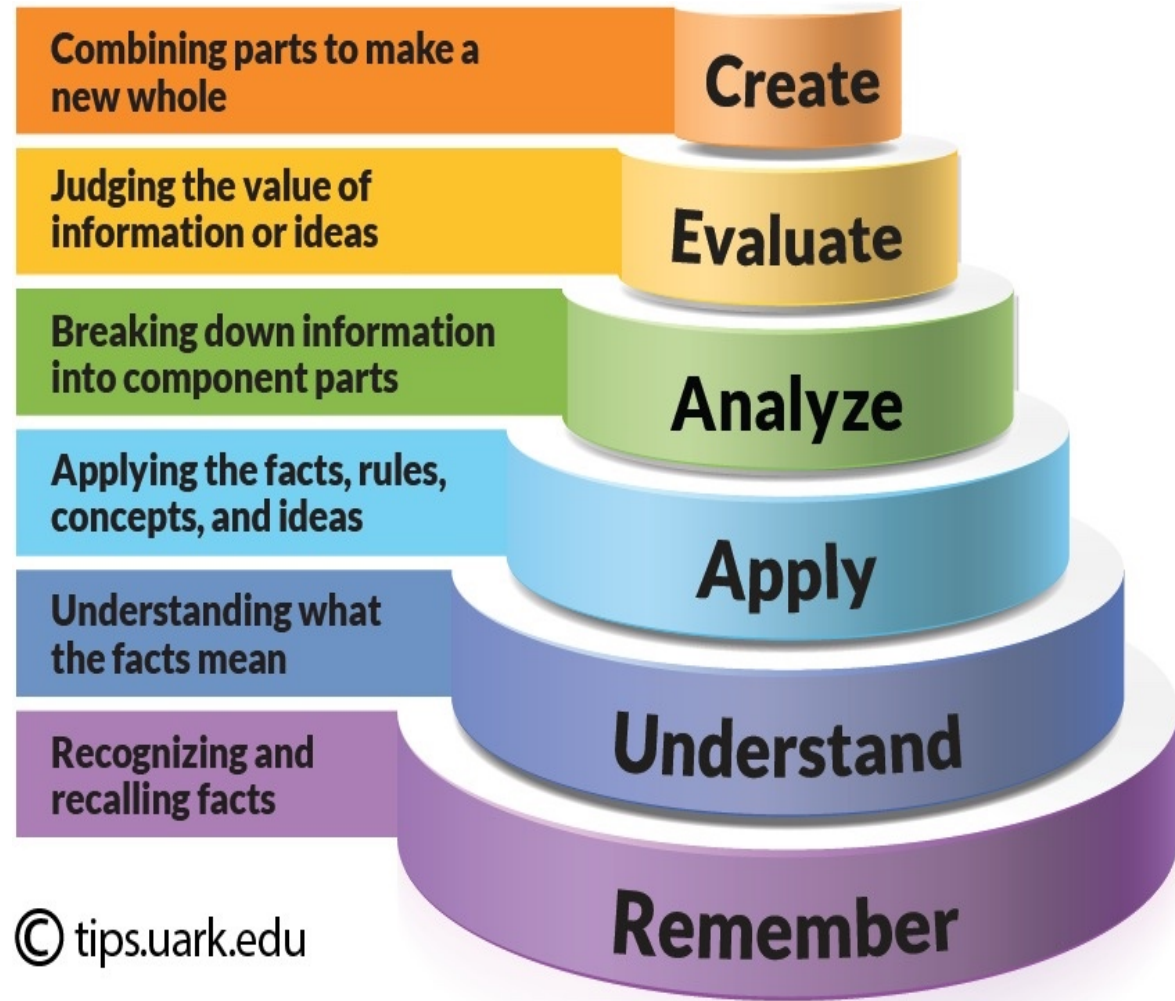 Combining parts to make a
new whole
Create
Judging the value of
information or ideas
Evaluate
Breaking down information
into component parts
Analyze
Applying the facts, rules,
concepts, and ideas
Apply
Understanding what
the facts mean
Understand
Recognizing and
recalling facts
Remember
© tips.uark.edu